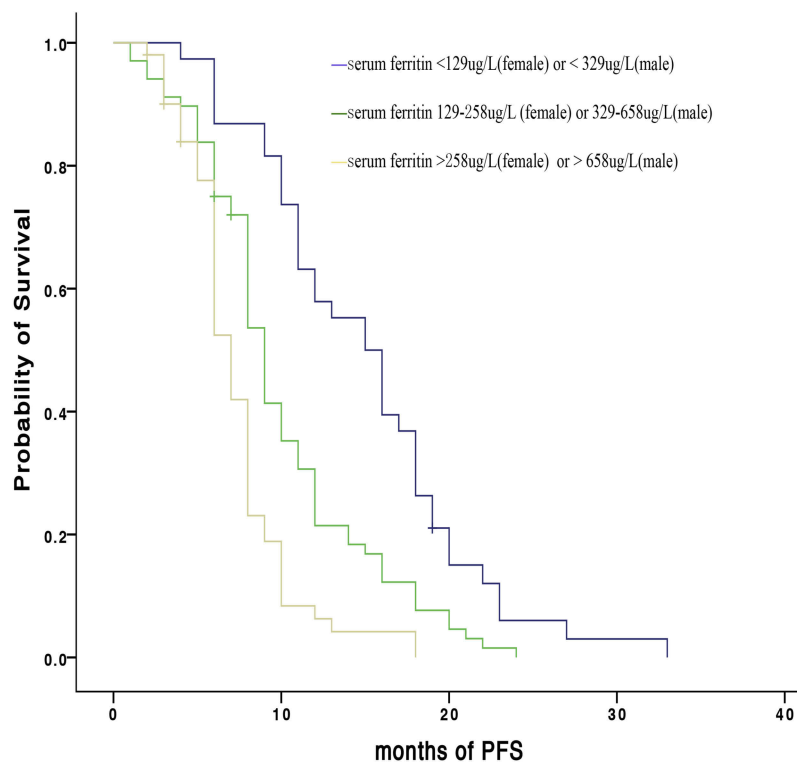 serum ferritin <129ug/L(female) or < 329ug/L(male)
serum ferritin 129-258ug/L (female) or 329-658ug/L(male)
serum ferritin >258ug/L(female) or > 658ug/L(male)
Probability of Survival
1.0
0.8
0.6
0.4
0.2
0.0
0 10 20 30 40
months of PFS